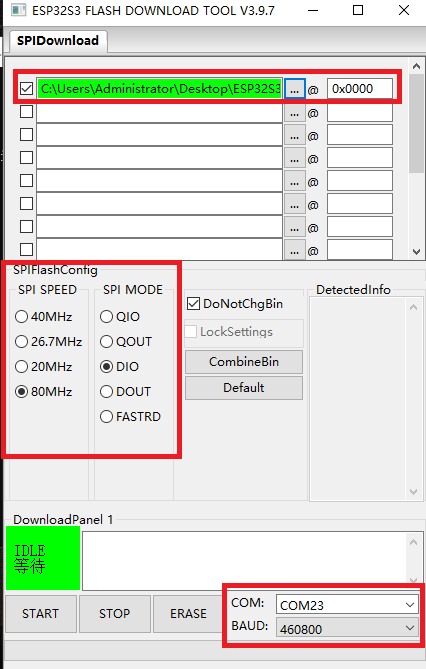 ESP32S3 FLASH DOWNLOAD TOOL V3.9.7
SPIDownload
C:\Users\Administrator\Desktop\ESP32S3 ... @ 0x0000
... @
... @
... @
... @
... @
... @
... @
SPIFlashConfig
SPI SPEED
40MHz
26.7MHz
20MHz
80MHz
SPI MODE
QIO
QOUT
DIO
DOUT
FASTRD
DoNotChgBin
LockSettings
CombineBin
Default
DetectedInfo
DownloadPanel 1
IDLE
等待
START STOP ERASE
COM: COM23
BAUD: 460800